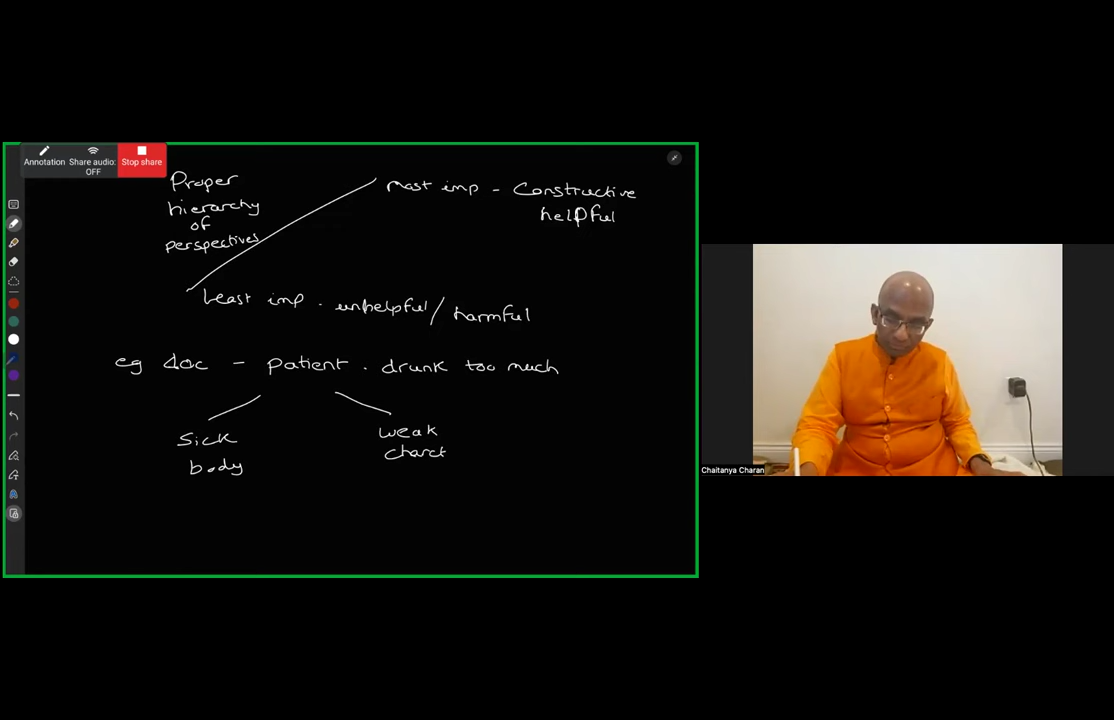 Annotation
Share audio: OFF
Stop share
Proper
hierarchy
of
perspectives
most imp - Constructive
helpful
Least imp . unhelpful/harmful
eg doc - patient . drunk too much
Sick
body
weak
charct
Chaitanya Charan